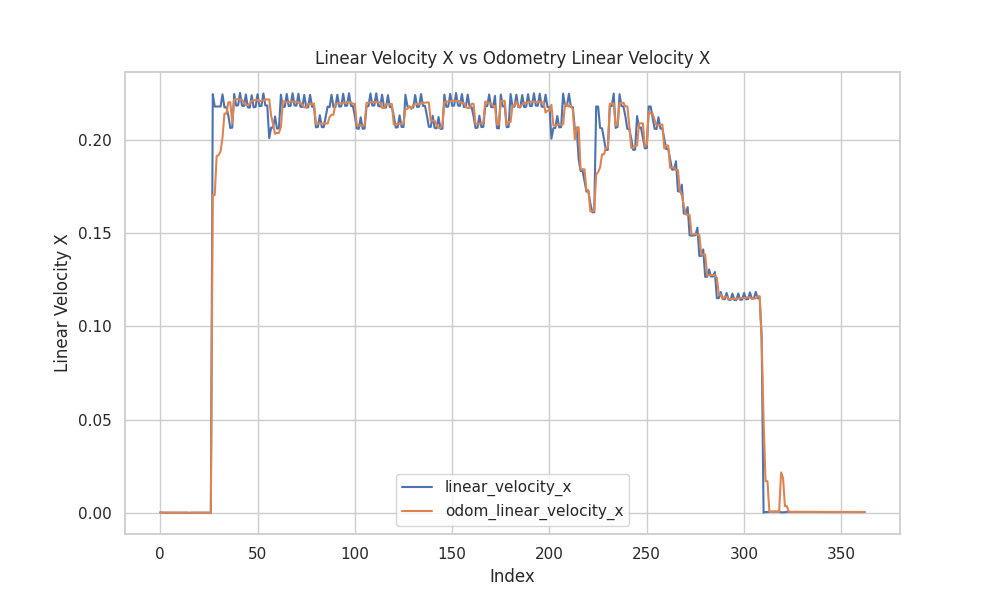 Linear Velocity X vs Odometry Linear Velocity X
Linear Velocity X
0.20
0.15
0.10
0.05
0.00
linear_velocity_x
odom_linear_velocity_x
0 50 100 150 200 250 300 350
Index